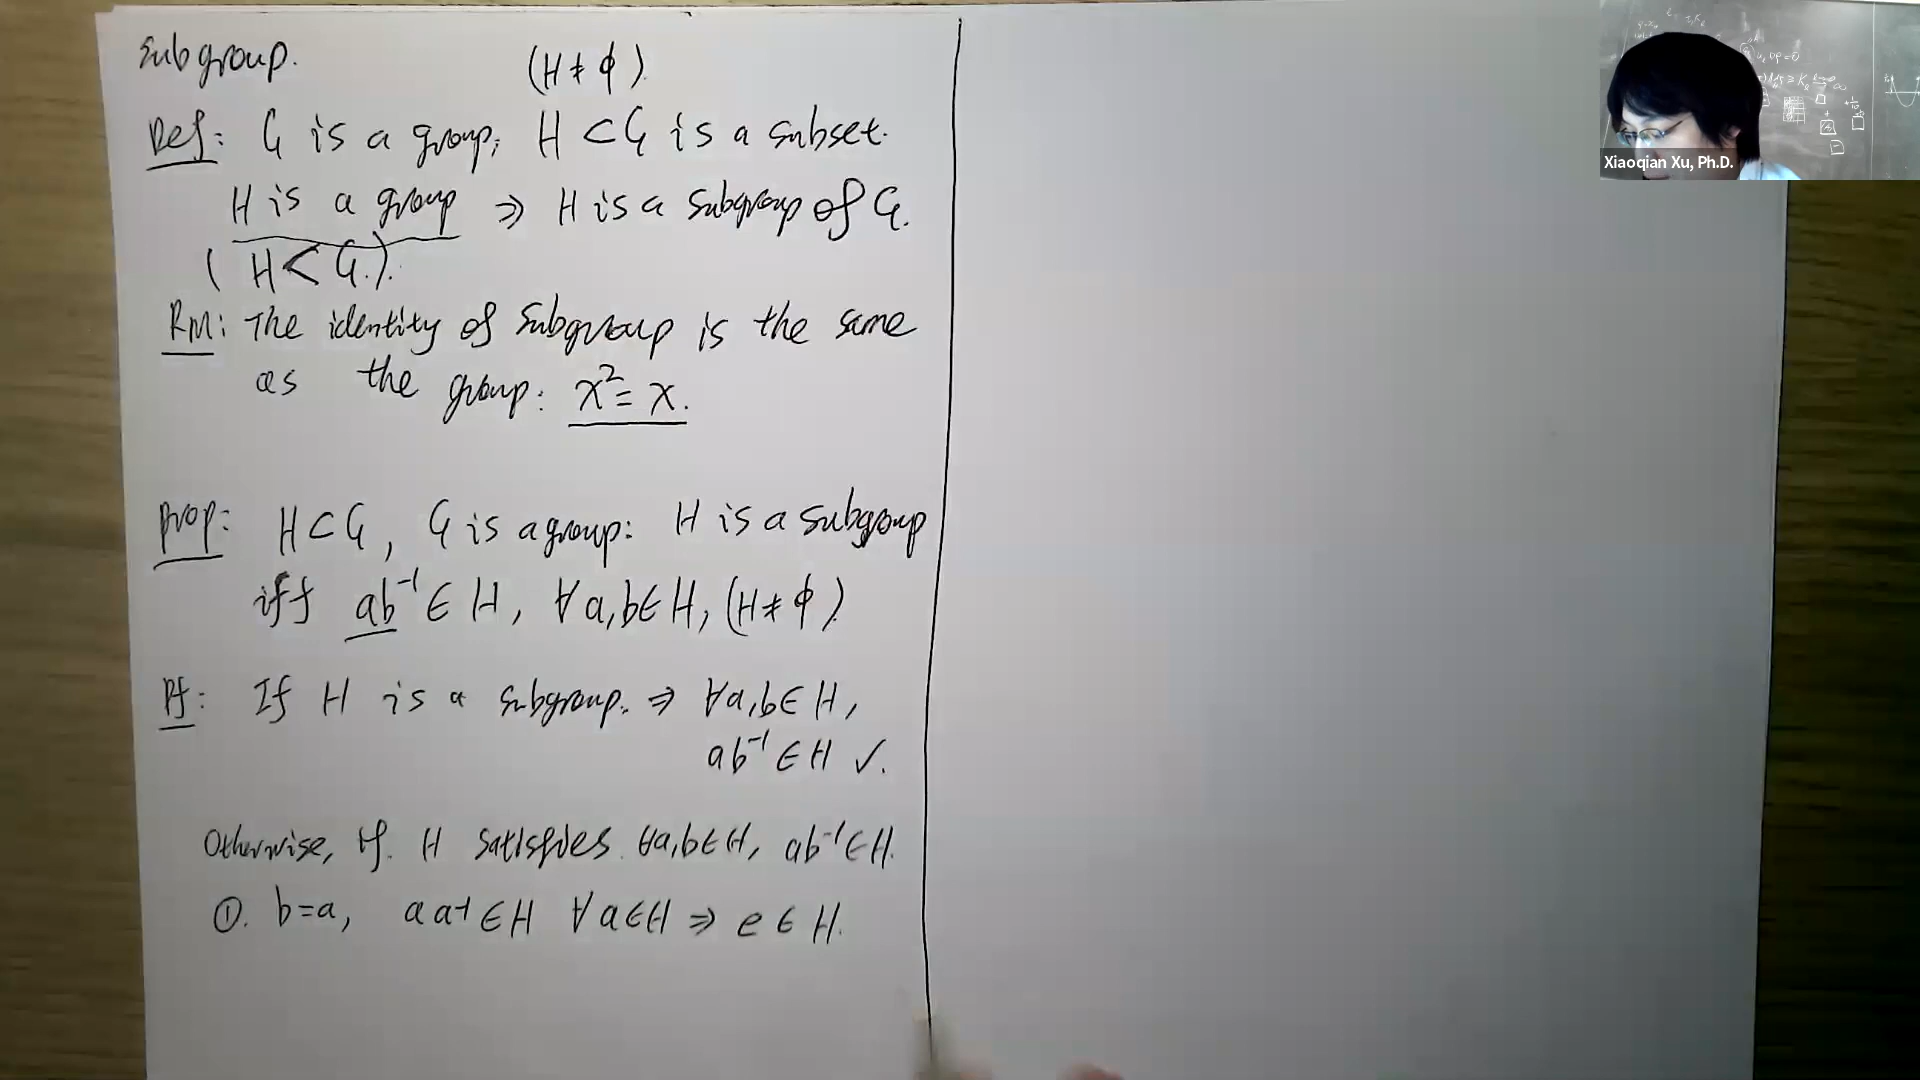 Subgroup.
(H ≠ ϕ).
Def: G is a group, H ⊂ G is a subset.
H is a group ⇒ H is a subgroup of G.
( H < G.).
RM: The identity of subgroup is the same
as the group: x² = x.
Prop: H ⊂ G, G is a group: H is a subgroup
iff ab⁻¹ ∈ H, ∀a,b ∈ H, (H ≠ ϕ).
Pf: If H is a subgroup. ⇒ ∀a,b ∈ H,
ab⁻¹ ∈ H ✓.
Otherwise, if. H satisfies. ∀a,b ∈ H, ab⁻¹ ∈ H.
①. b=a, aa⁻¹ ∈ H ∀a ∈ H ⇒ e ∈ H.
Xiaoqian Xu, Ph.D.